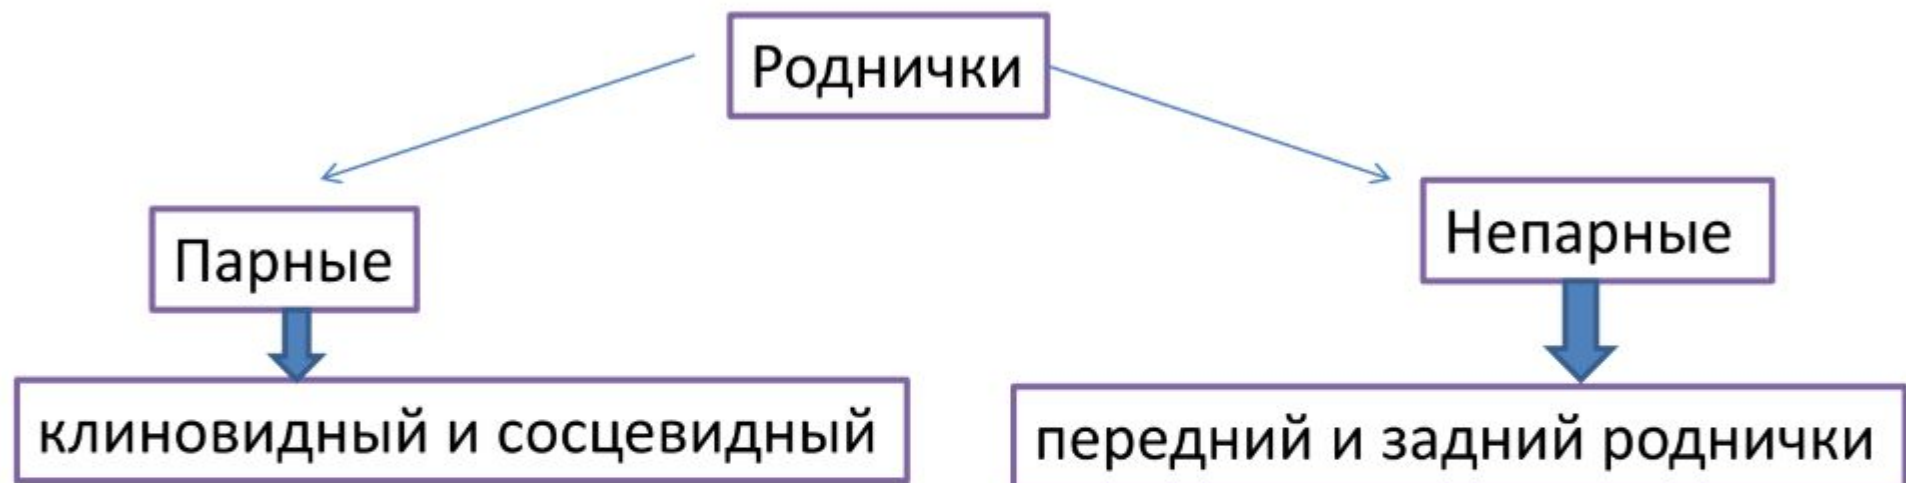 Роднички
Парные
Непарные
клиновидный и сосцевидный
передний и задний роднички